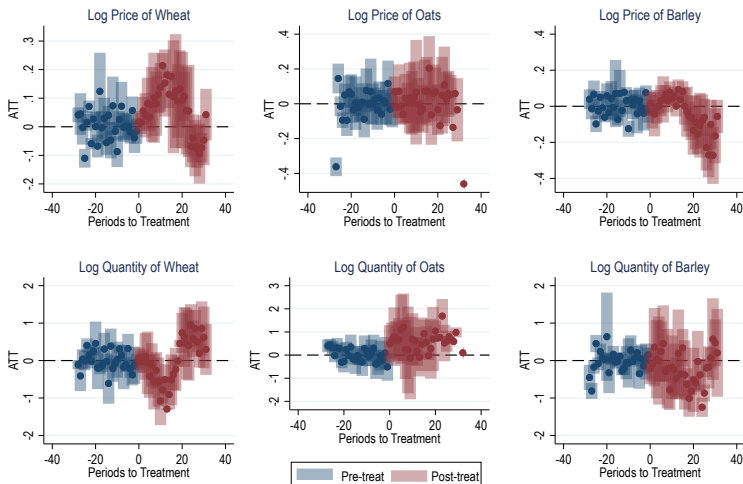 Log Price of Wheat
Log Price of Oats
Log Price of Barley
ATT
.3
.2
.1
0
-.1
-.2
-40 -20 0 20 40
Periods to Treatment
ATT
.4
.2
0
-.2
-.4
-40 -20 0 20 40
Periods to Treatment
ATT
.4
.2
0
-.2
-.4
-40 -20 0 20 40
Periods to Treatment
Log Quantity of Wheat
Log Quantity of Oats
Log Quantity of Barley
ATT
2
1
0
-1
-2
-40 -20 0 20 40
Periods to Treatment
ATT
3
2
1
0
-1
-2
-40 -20 0 20 40
Periods to Treatment
ATT
2
1
0
-1
-2
-40 -20 0 20 40
Periods to Treatment
Pre-treat Post-treat